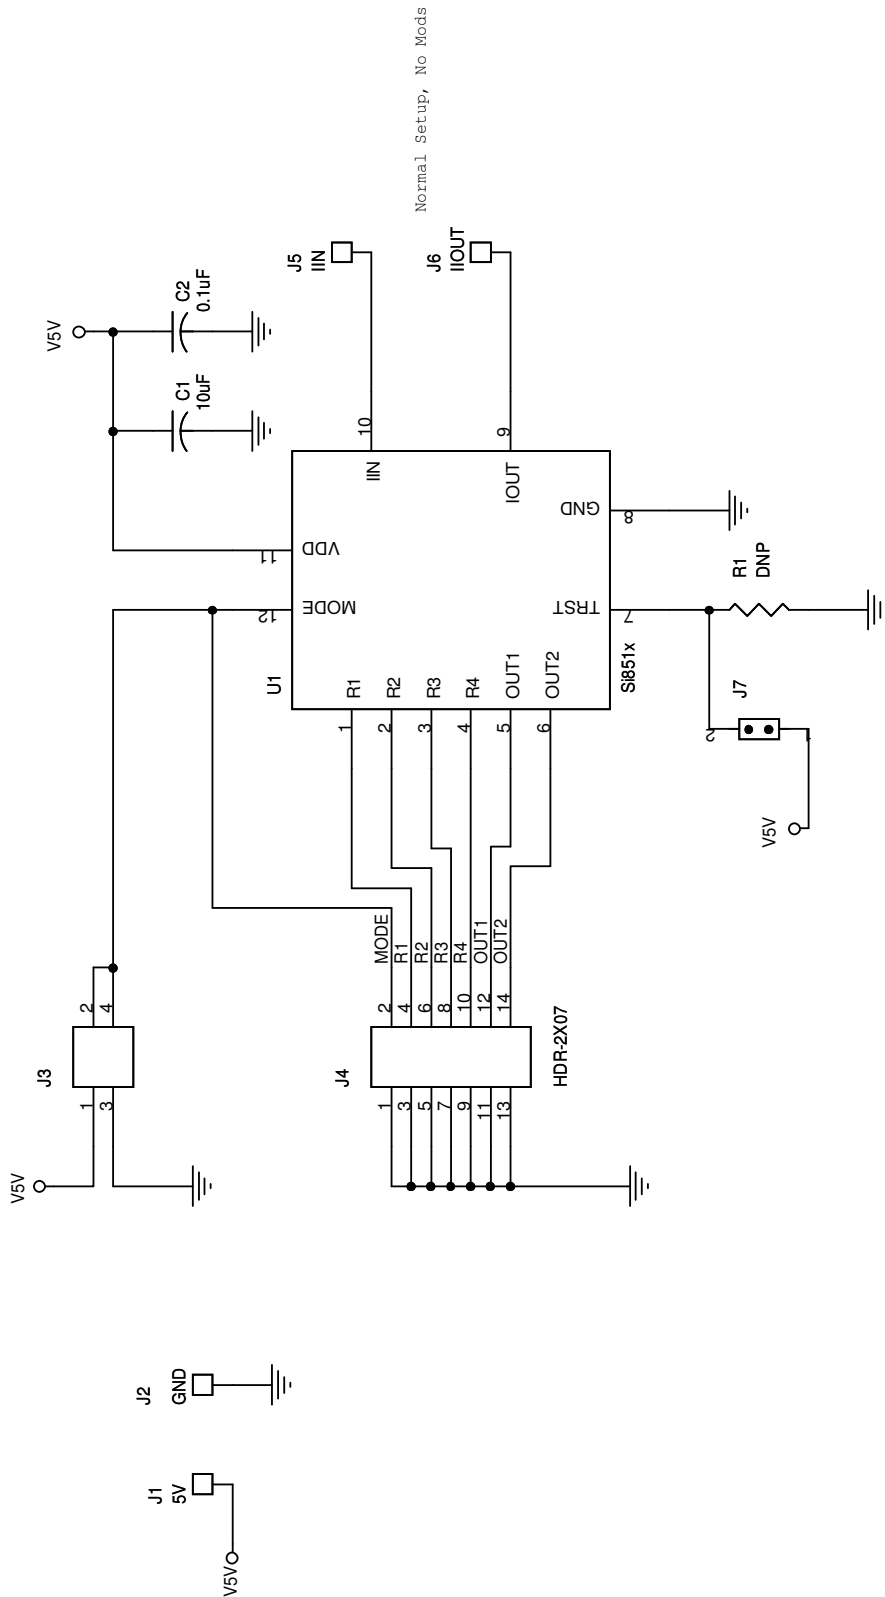 Normal Setup, No Mods
V5V
C2
0.1uF
C1
10uF
J5
IIN
J6
IIOUT
10
IIN
9
IOUT
GND
8
11
VDD
12
MODE
TRST
7
U1
Si851x
R1
DNP
J7
2
1
V5V
R1
R2
R3
R4
OUT1
OUT2
1
2
3
4
5
6
MODE
R1
R2
R3
R4
OUT1
OUT2
2
4
6
8
10
12
14
J4
HDR-2X07
1
3
5
7
9
11
13
J3
2
4
1
3
V5V
J2
GND
J1
5V
V5V